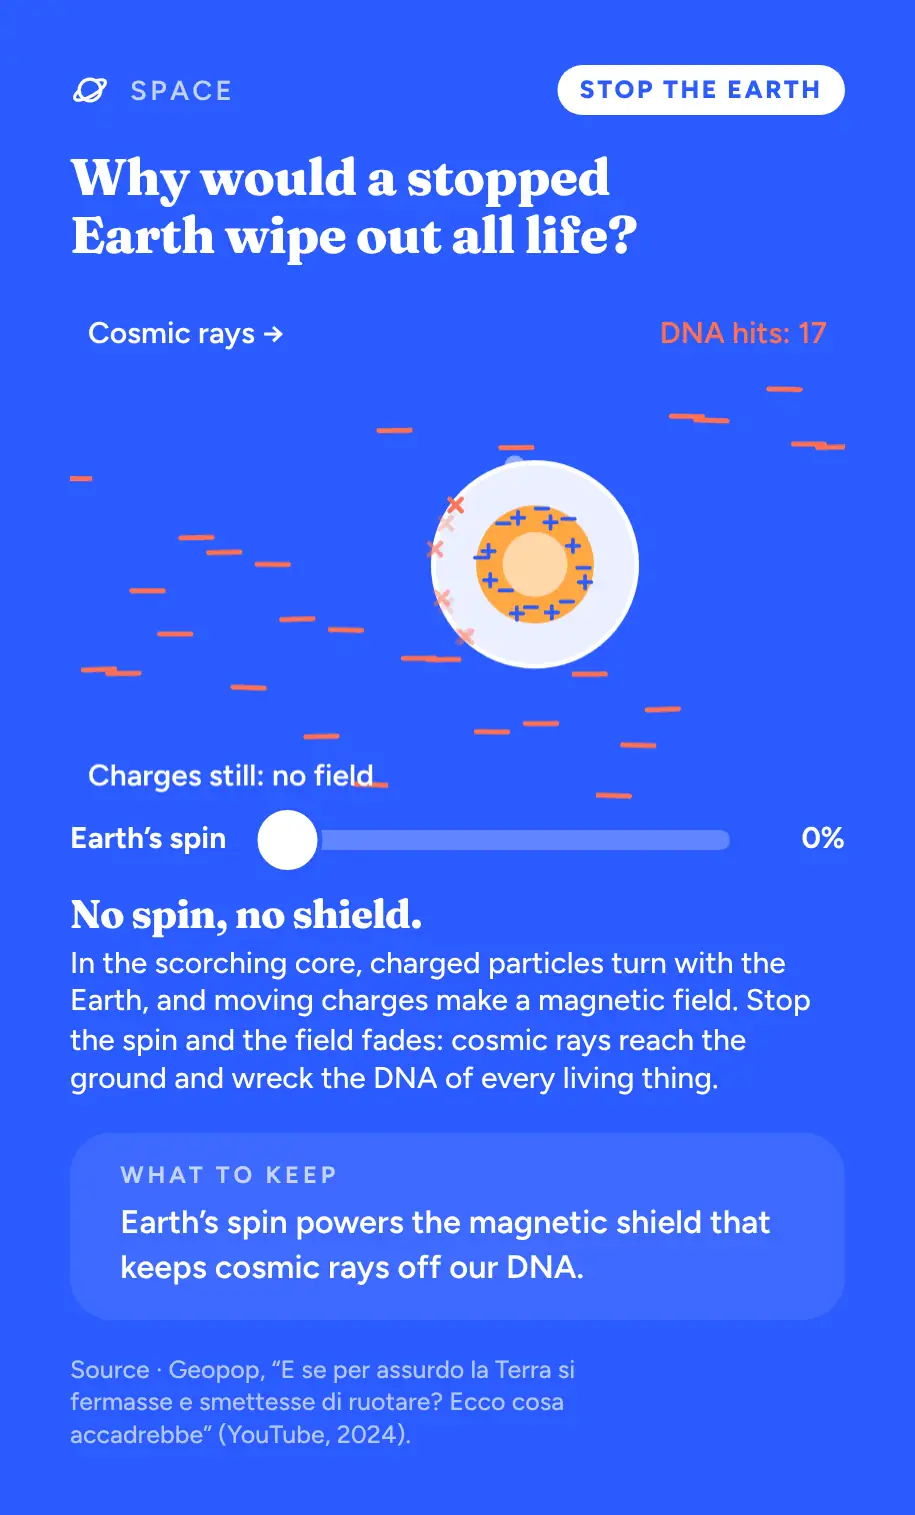 SPACE
STOP THE EARTH
Why would a stopped
Earth wipe out all life?
Cosmic rays →
DNA hits: 17
Charges still: no field
Earth’s spin
0%
No spin, no shield.
In the scorching core, charged particles turn with the
Earth, and moving charges make a magnetic field. Stop
the spin and the field fades: cosmic rays reach the
ground and wreck the DNA of every living thing.
WHAT TO KEEP
Earth’s spin powers the magnetic shield that
keeps cosmic rays off our DNA.
Source · Geopop, “E se per assurdo la Terra si
fermasse e smettesse di ruotare? Ecco cosa
accadrebbe” (YouTube, 2024).